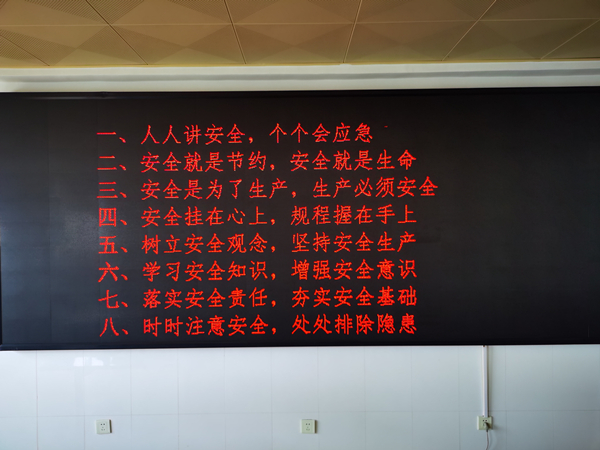 一、人人讲安全，个个会应急
二、安全就是节约，安全就是生命
三、安全是为了生产，生产必须安全
四、安全挂在心上，规程握在手上
五、树立安全观念，坚持安全生产
六、学习安全知识，增强安全意识
七、落实安全责任，夯实安全基础
八、时时注意安全，处处排除隐患